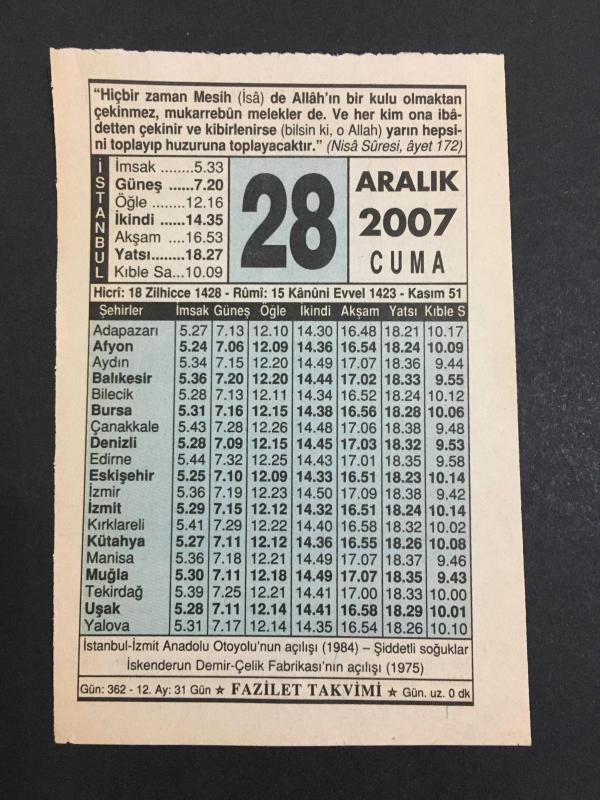 “Hiçbir zaman Mesih (İsâ) de Allâh’ın bir kulu olmaktan
çekinmez, mukarrebûn melekler de. Ve her kim ona ibâ-
detten çekinir ve kibirlenirse (bilsin ki, o Allah) yarın hepsi-
ni toplayıp huzuruna toplayacaktır.” (Nisâ Sûresi, âyet 172)
İSTANBUL
İmsak ........5.33
Güneş ......7.20
Öğle ........12.16
İkindi ......14.35
Akşam ....16.53
Yatsı........18.27
Kıble Sa...10.09
28
ARALIK
2007
CUMA
Hicrî: 18 Zilhicce 1428 - Rûmî: 15 Kânûni Evvel 1423 - Kasım 51
Şehirler İmsak Güneş Öğle İkindi Akşam Yatsı Kıble S
Adapazarı 5.27 7.13 12.10 14.30 16.48 18.21 10.17
Afyon 5.24 7.06 12.09 14.36 16.54 18.24 10.09
Aydın 5.34 7.15 12.20 14.49 17.07 18.36 9.44
Balıkesir 5.36 7.20 12.20 14.44 17.02 18.33 9.55
Bilecik 5.28 7.13 12.11 14.34 16.52 18.24 10.12
Bursa 5.31 7.16 12.15 14.38 16.56 18.28 10.06
Çanakkale 5.43 7.28 12.26 14.48 17.06 18.38 9.48
Denizli 5.28 7.09 12.15 14.45 17.03 18.32 9.53
Edirne 5.44 7.32 12.25 14.43 17.01 18.35 9.58
Eskişehir 5.25 7.10 12.09 14.33 16.51 18.23 10.14
İzmir 5.36 7.19 12.23 14.50 17.09 18.38 9.42
İzmit 5.29 7.15 12.12 14.32 16.51 18.24 10.14
Kırklareli 5.41 7.29 12.22 14.40 16.58 18.32 10.02
Kütahya 5.27 7.11 12.12 14.36 16.55 18.26 10.08
Manisa 5.36 7.18 12.21 14.49 17.07 18.37 9.46
Muğla 5.30 7.11 12.18 14.49 17.07 18.35 9.43
Tekirdağ 5.39 7.25 12.21 14.41 17.00 18.33 10.00
Uşak 5.28 7.11 12.14 14.41 16.58 18.29 10.01
Yalova 5.31 7.17 12.14 14.35 16.54 18.26 10.10
İstanbul-İzmit Anadolu Otoyolu’nun açılışı (1984) – Şiddetli soğuklar
İskenderun Demir-Çelik Fabrikası’nın açılışı (1975)
Gün: 362 - 12. Ay: 31 Gün ★ FAZİLET TAKVİMİ ★ Gün. uz. 0 dk